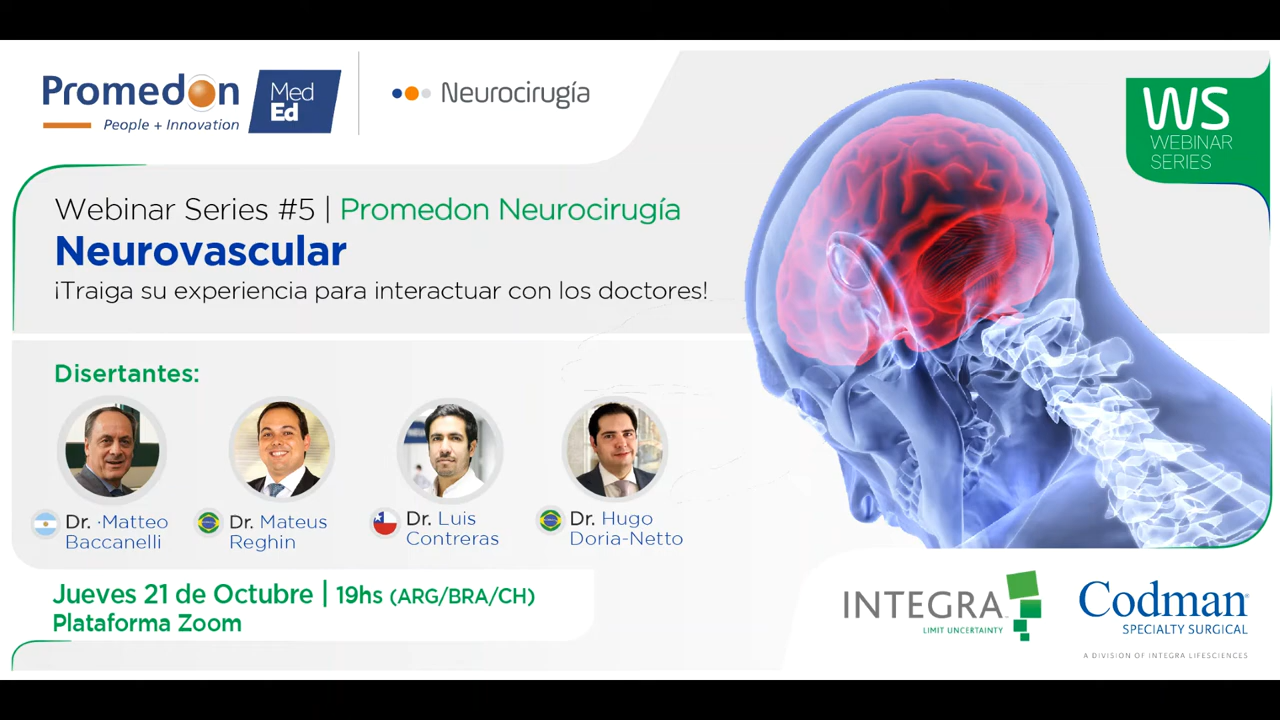 Promedon
People + Innovation
Med
Ed
Neurocirugía
WS
WEBINAR
SERIES
Webinar Series #5 | Promedon Neurocirugía
Neurovascular
¡Traiga su experiencia para interactuar con los doctores!
Disertantes:
Dr. ·Matteo
Baccanelli
Dr. Mateus
Reghin
Dr. Luis
Contreras
Dr. Hugo
Doria-Netto
Jueves 21 de Octubre | 19hs (ARG/BRA/CH)
Plataforma Zoom
INTEGRA
LIMIT UNCERTAINTY
Codman
SPECIALTY SURGICAL
A DIVISION OF INTEGRA LIFESCIENCES